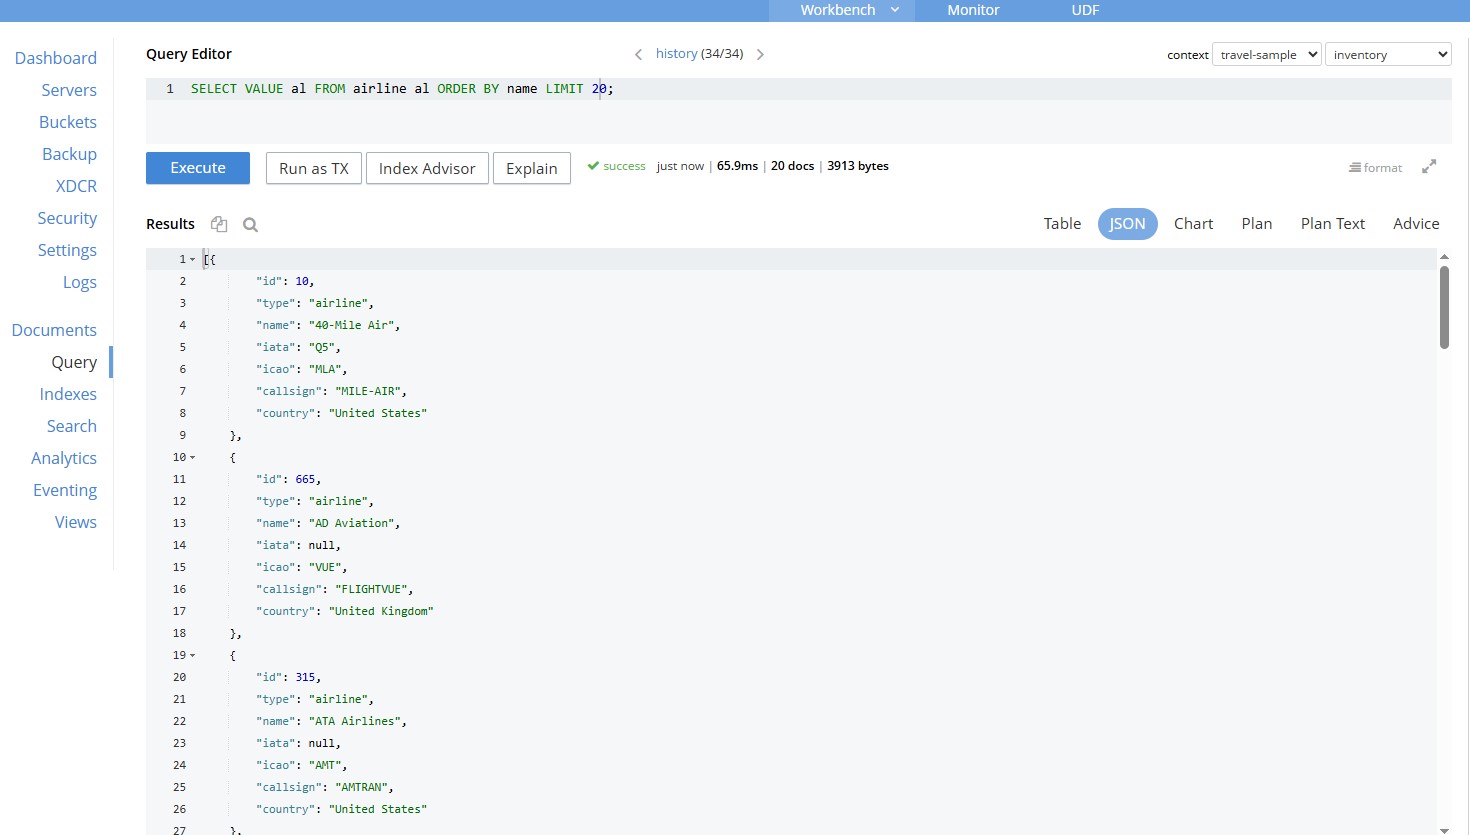 Workbench Monitor UDF
Dashboard
Servers
Buckets
Backup
XDCR
Security
Settings
Logs
Documents
Query
Indexes
Search
Analytics
Eventing
Views
Query Editor history (34/34) context travel-sample inventory
1 SELECT VALUE al FROM airline al ORDER BY name LIMIT 20;
Execute Run as TX Index Advisor Explain success just now | 65.9ms | 20 docs | 3913 bytes format
Results Table JSON Chart Plan Plan Text Advice
1 [{
2 "id": 10,
3 "type": "airline",
4 "name": "40-Mile Air",
5 "iata": "Q5",
6 "icao": "MLA",
7 "callsign": "MILE-AIR",
8 "country": "United States"
9 },
10 {
11 "id": 665,
12 "type": "airline",
13 "name": "AD Aviation",
14 "iata": null,
15 "icao": "VUE",
16 "callsign": "FLIGHTVUE",
17 "country": "United Kingdom"
18 },
19 {
20 "id": 315,
21 "type": "airline",
22 "name": "ATA Airlines",
23 "iata": null,
24 "icao": "AMT",
25 "callsign": "AMTRAN",
26 "country": "United States"
27 },